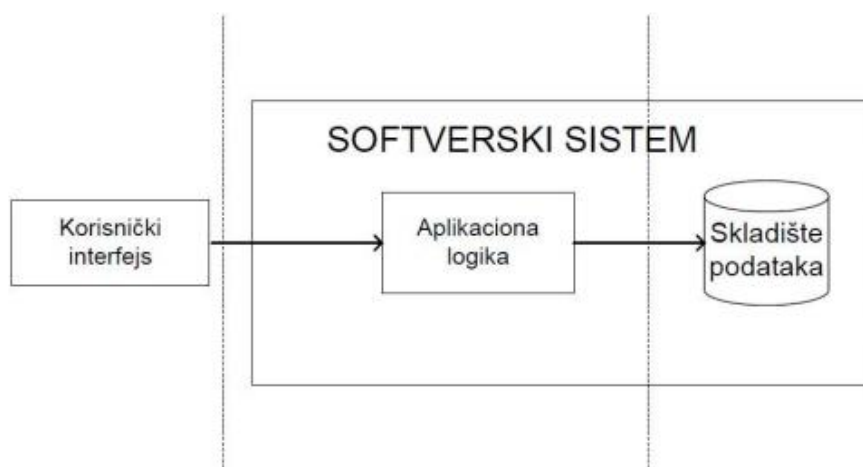 SOFTVERSKI SISTEM
Korisnički
interfejs
Aplikaciona
logika
Skladište
podataka